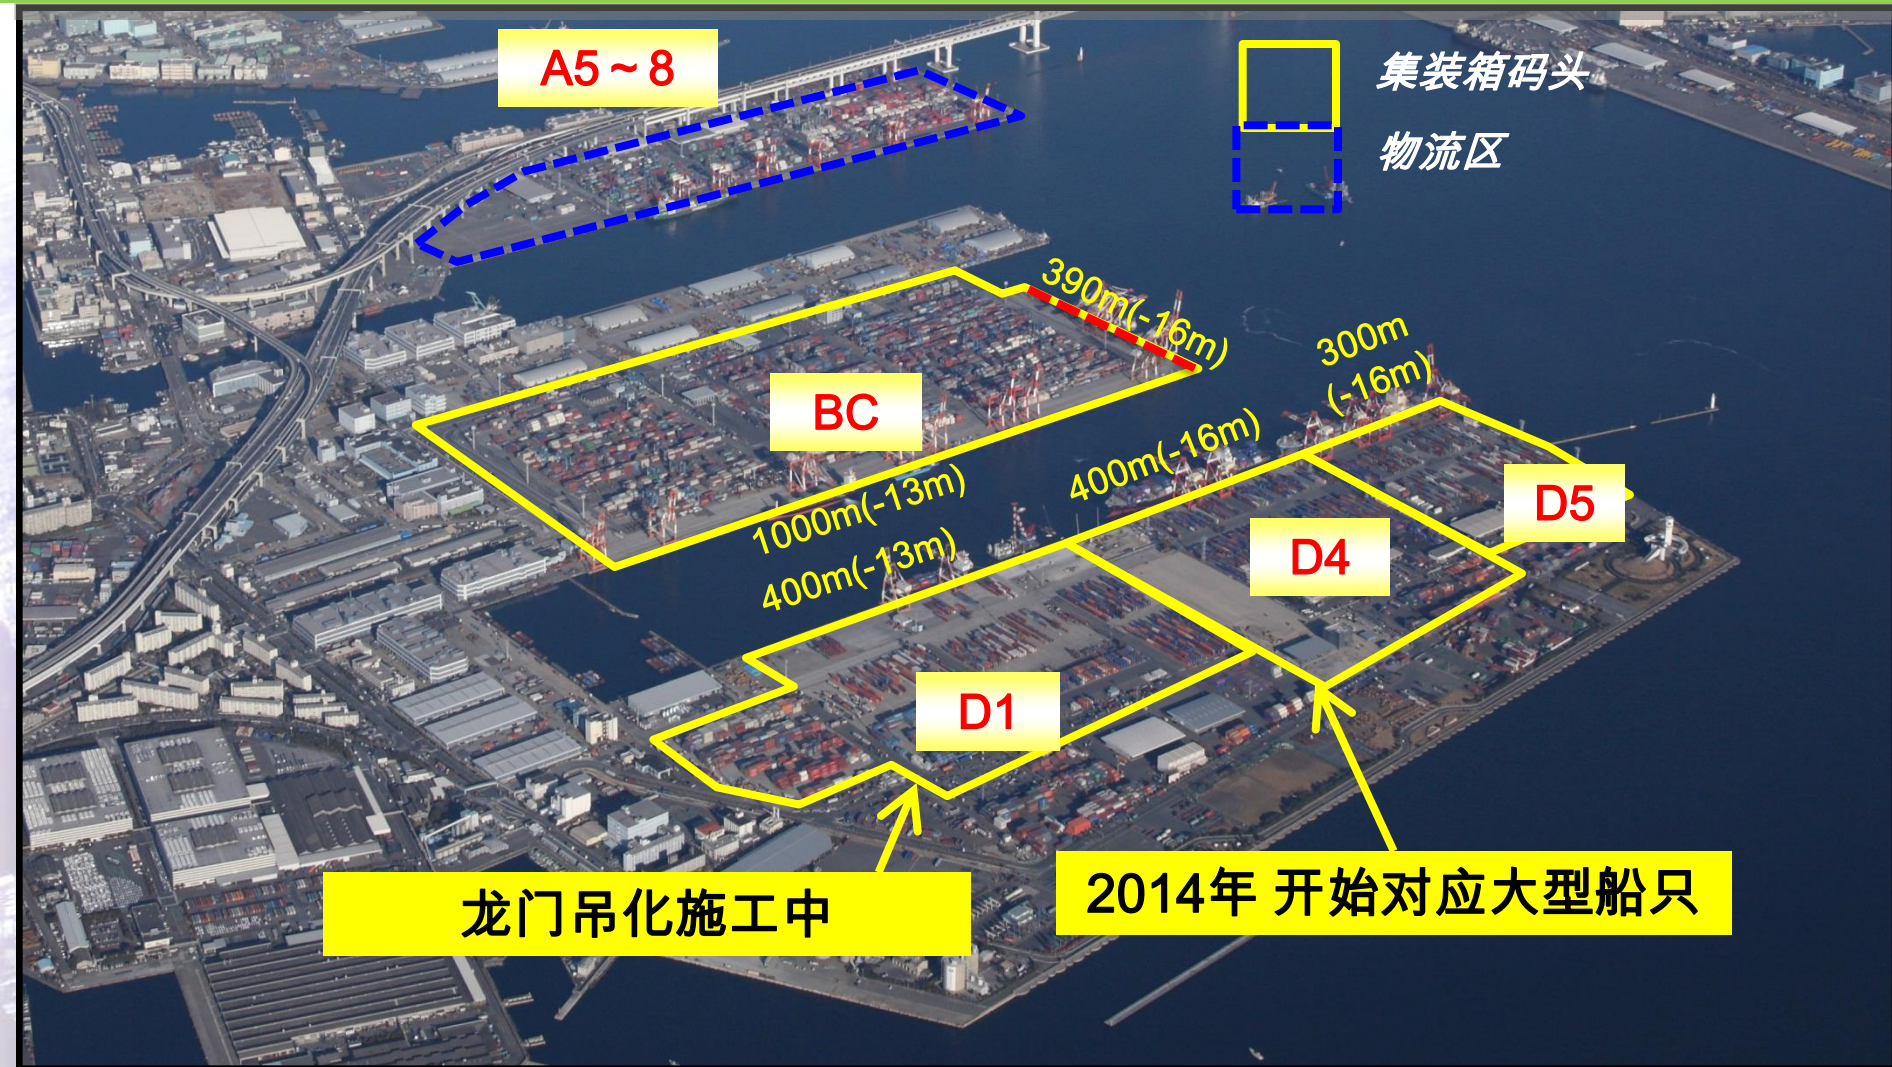 A5～8
集装箱码头
物流区
390m(-16m)
300m
(-16m)
BC
400m(-16m)
1000m(-13m)
D5
400m(-13m)
D4
D1
2014年 开始对应大型船只
龙门吊化施工中